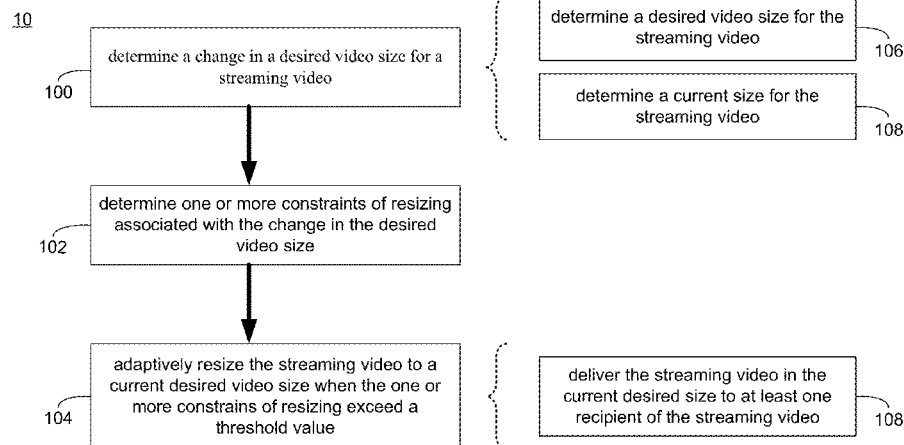 10
determine a change in a desired video size for a
streaming video
100
determine a desired video size for the
streaming video
106
determine a current size for the
streaming video
108
determine one or more constraints of resizing
associated with the change in the desired
video size
102
adaptively resize the streaming video to a
current desired video size when the one or
more constrains of resizing exceed a
threshold value
104
deliver the streaming video in the
current desired size to at least one
recipient of the streaming video
108